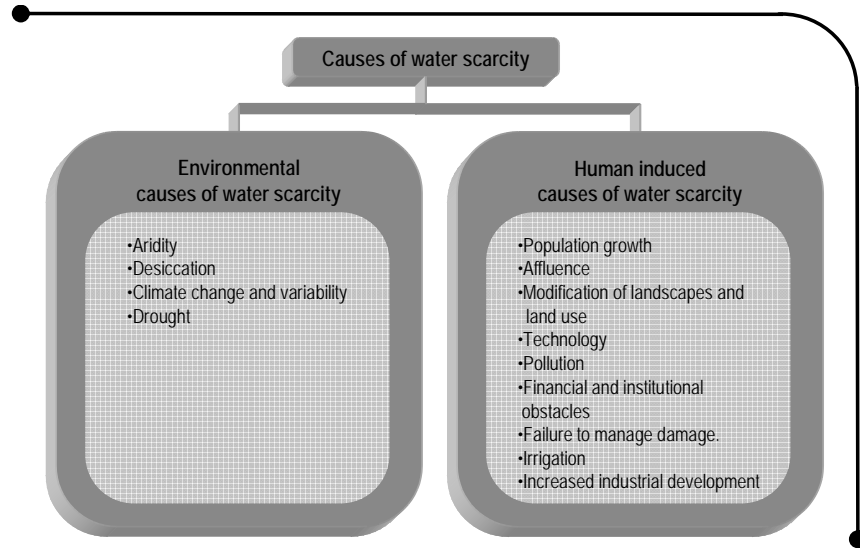 Causes of water scarcity
Environmental
causes of water scarcity
•Aridity
•Desiccation
•Climate change and variability
•Drought
Human induced
causes of water scarcity
•Population growth
•Affluence
•Modification of landscapes and
land use
•Technology
•Pollution
•Financial and institutional
obstacles
•Failure to manage damage.
•Irrigation
•Increased industrial development